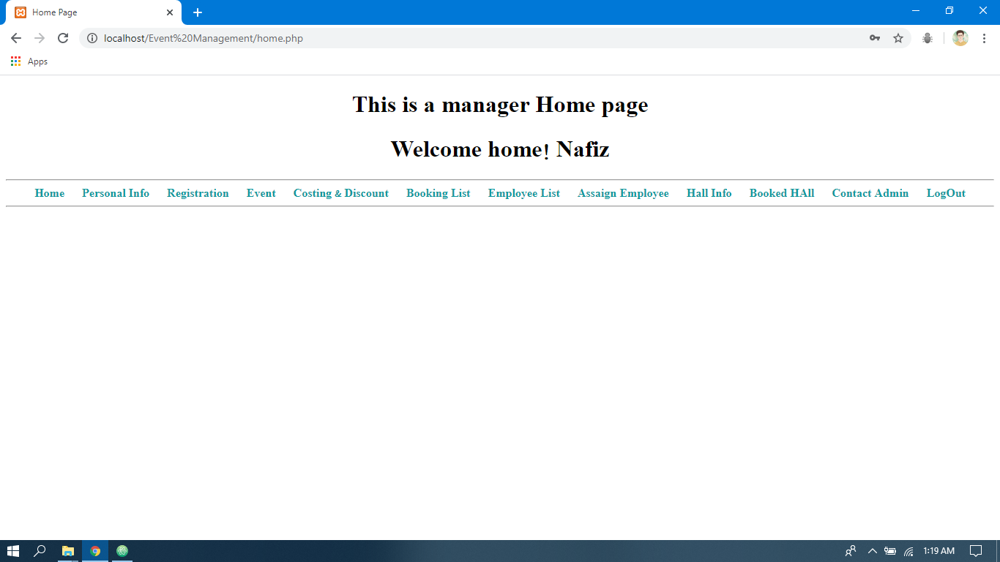 Home Page
localhost/Event%20Management/home.php
Apps
This is a manager Home page
Welcome home! Nafiz
Home Personal Info Registration Event Costing & Discount Booking List Employee List Assaign Employee Hall Info Booked HAll Contact Admin LogOut
1:19 AM